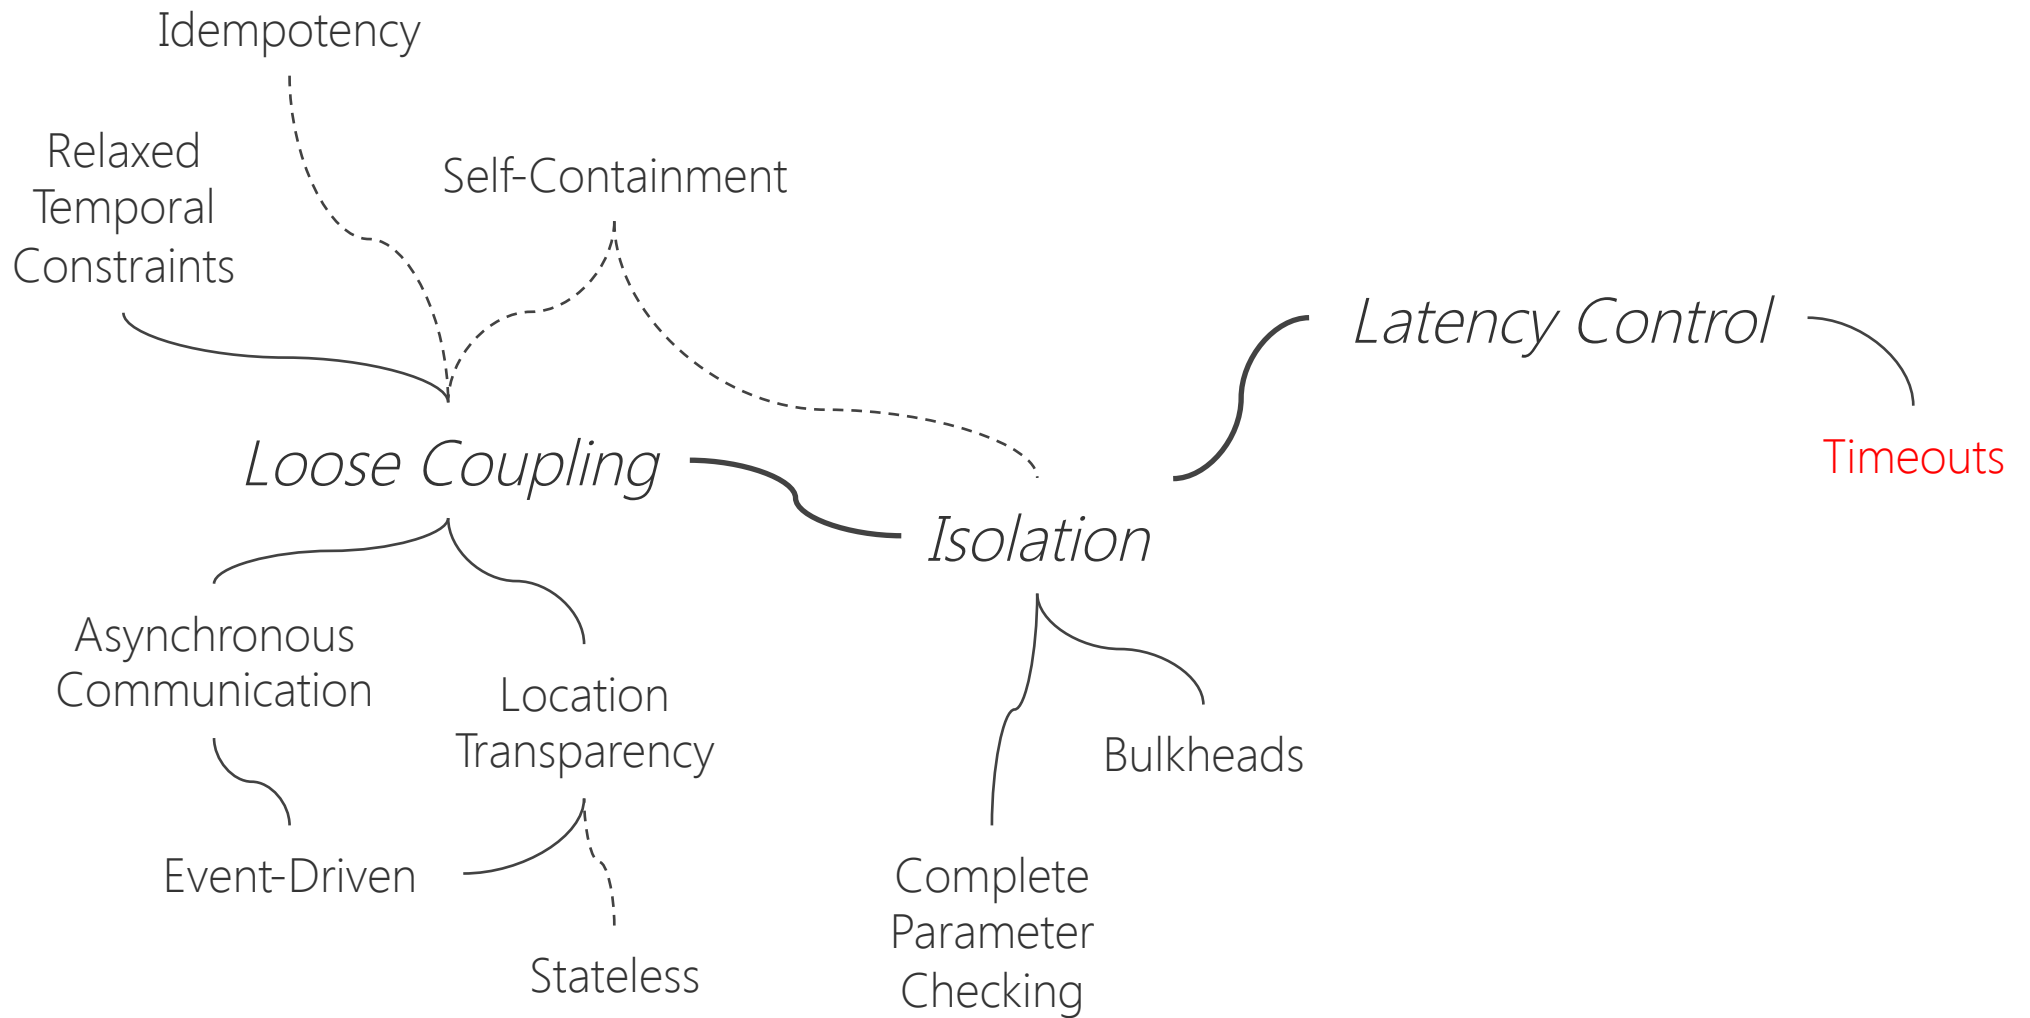 Idempotency
Relaxed
Temporal
Constraints
Self-Containment
Latency Control
Timeouts
Loose Coupling
Isolation
Asynchronous
Communication
Location
Transparency
Bulkheads
Event-Driven
Complete
Parameter
Checking
Stateless